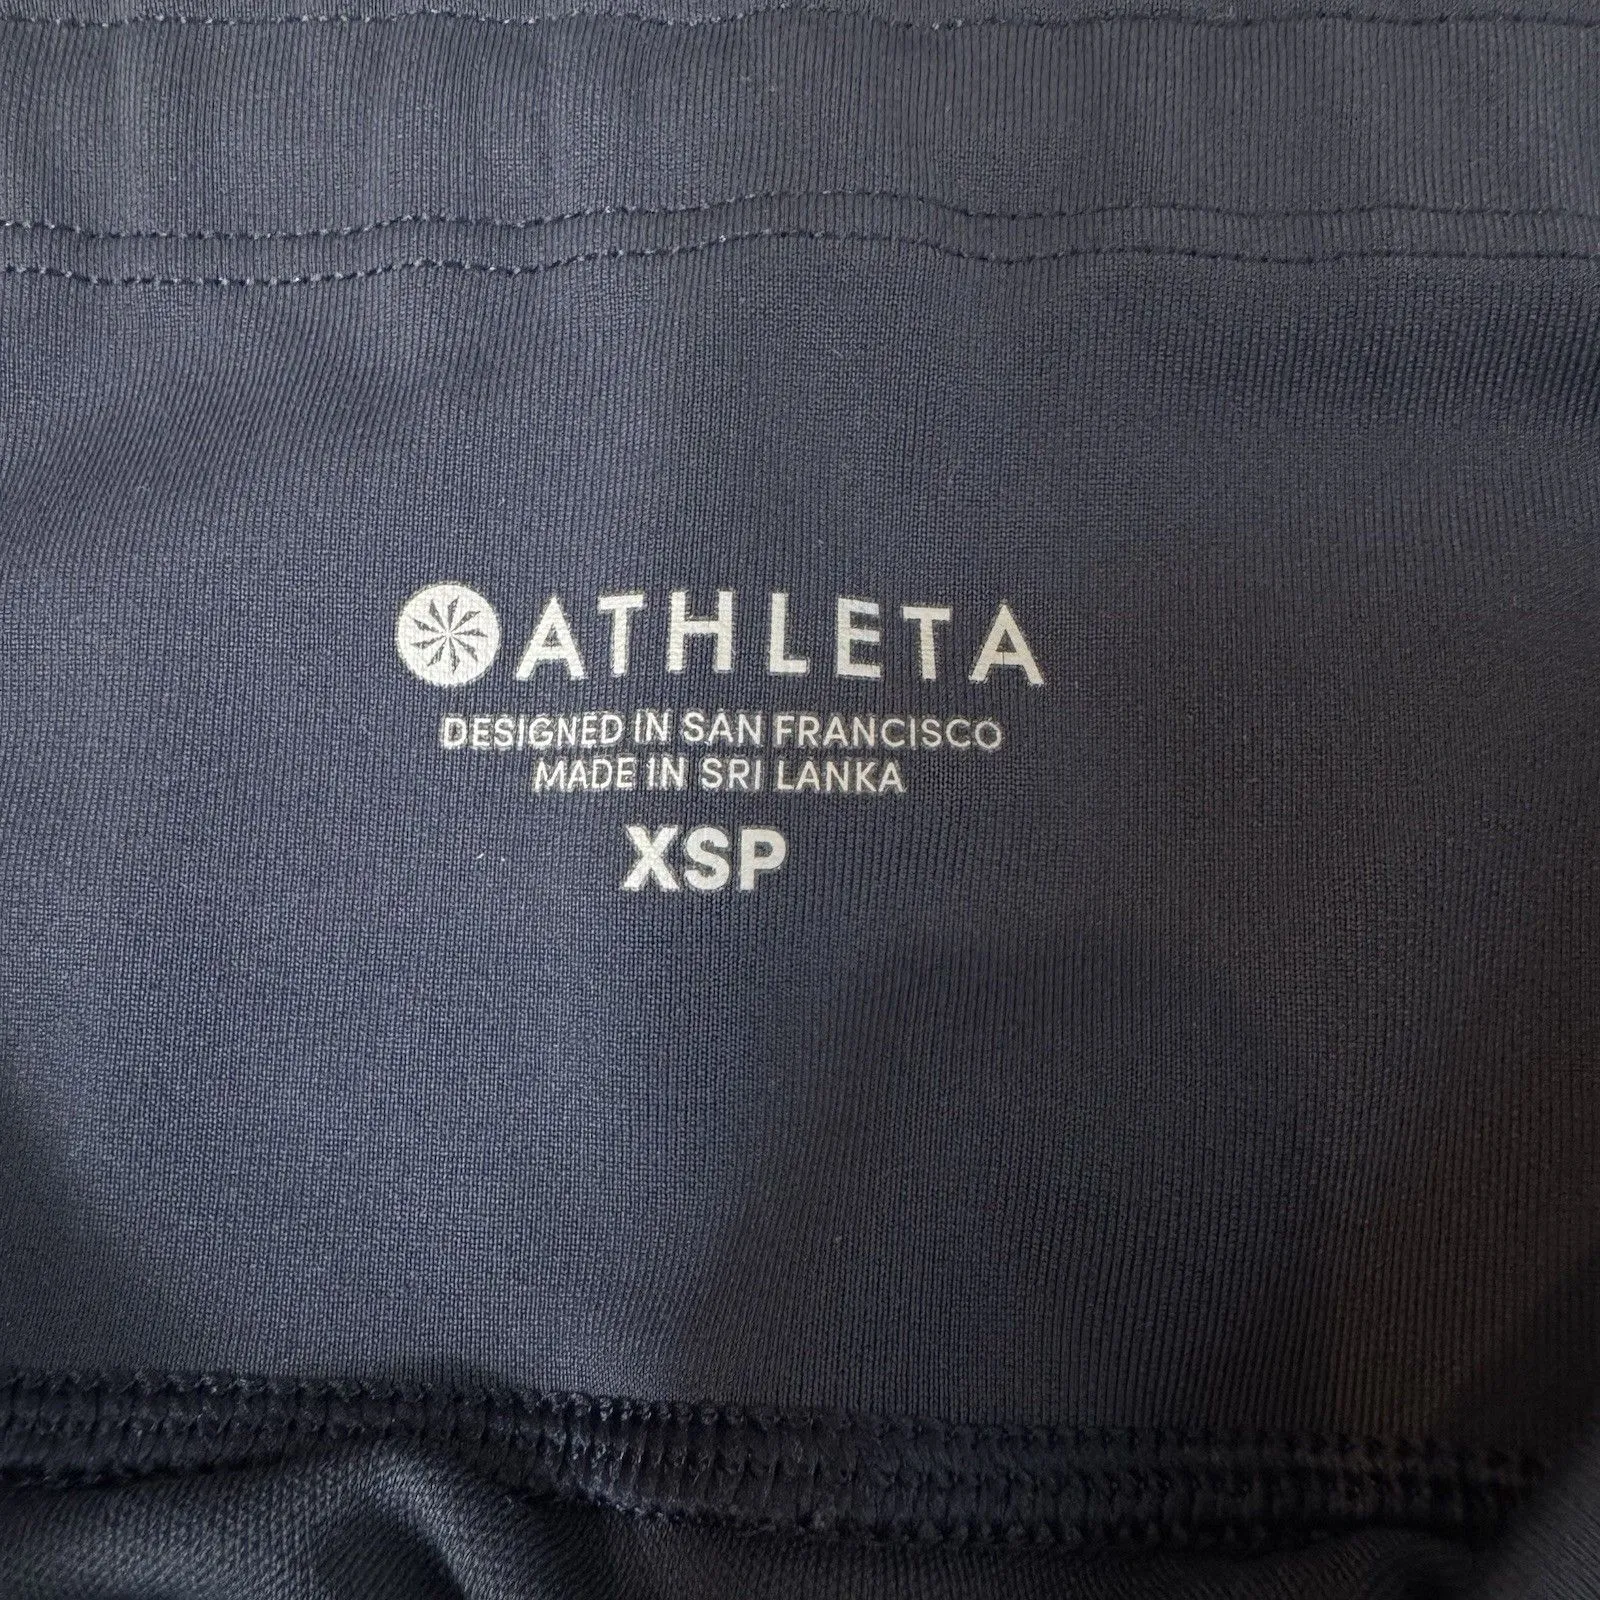 ATHLETA
DESIGNED IN SAN FRANCISCO
MADE IN SRI LANKA
XSP